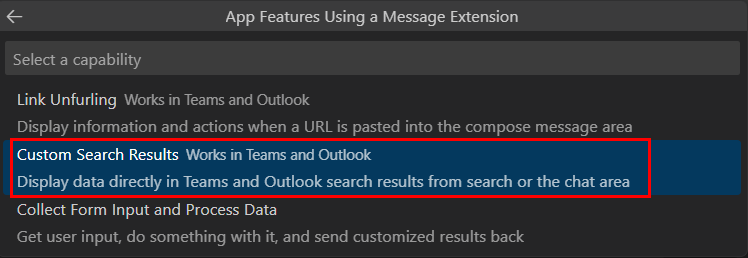 App Features Using a Message Extension
Select a capability
Link Unfurling Works in Teams and Outlook
Display information and actions when a URL is pasted into the compose message area
Custom Search Results Works in Teams and Outlook
Display data directly in Teams and Outlook search results from search or the chat area
Collect Form Input and Process Data
Get user input, do something with it, and send customized results back